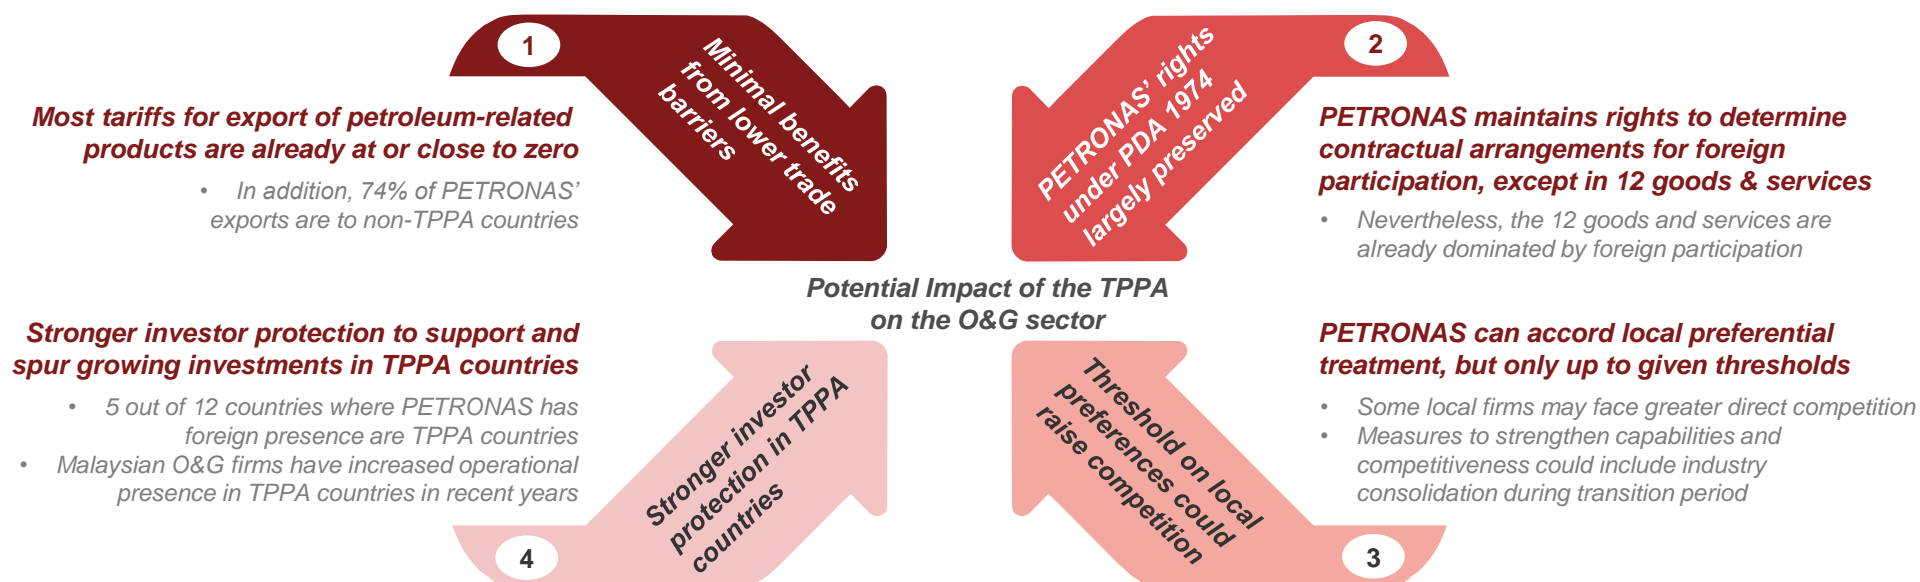 1
Minimal benefits
from lower trade
barriers
Most tariffs for export of petroleum-related
products are already at or close to zero
• In addition, 74% of PETRONAS’
exports are to non-TPPA countries
2
PETRONAS’ rights
under PDA 1974
largely preserved
PETRONAS maintains rights to determine
contractual arrangements for foreign
participation, except in 12 goods & services
• Nevertheless, the 12 goods and services are
already dominated by foreign participation
Potential Impact of the TPPA
on the O&G sector
Stronger investor protection to support and
spur growing investments in TPPA countries
• 5 out of 12 countries where PETRONAS has
foreign presence are TPPA countries
• Malaysian O&G firms have increased operational
presence in TPPA countries in recent years
Stronger investor
protection in TPPA
countries
4
Threshold on local
preferences could
raise competition
3
PETRONAS can accord local preferential
treatment, but only up to given thresholds
• Some local firms may face greater direct competition
• Measures to strengthen capabilities and
competitiveness could include industry
consolidation during transition period